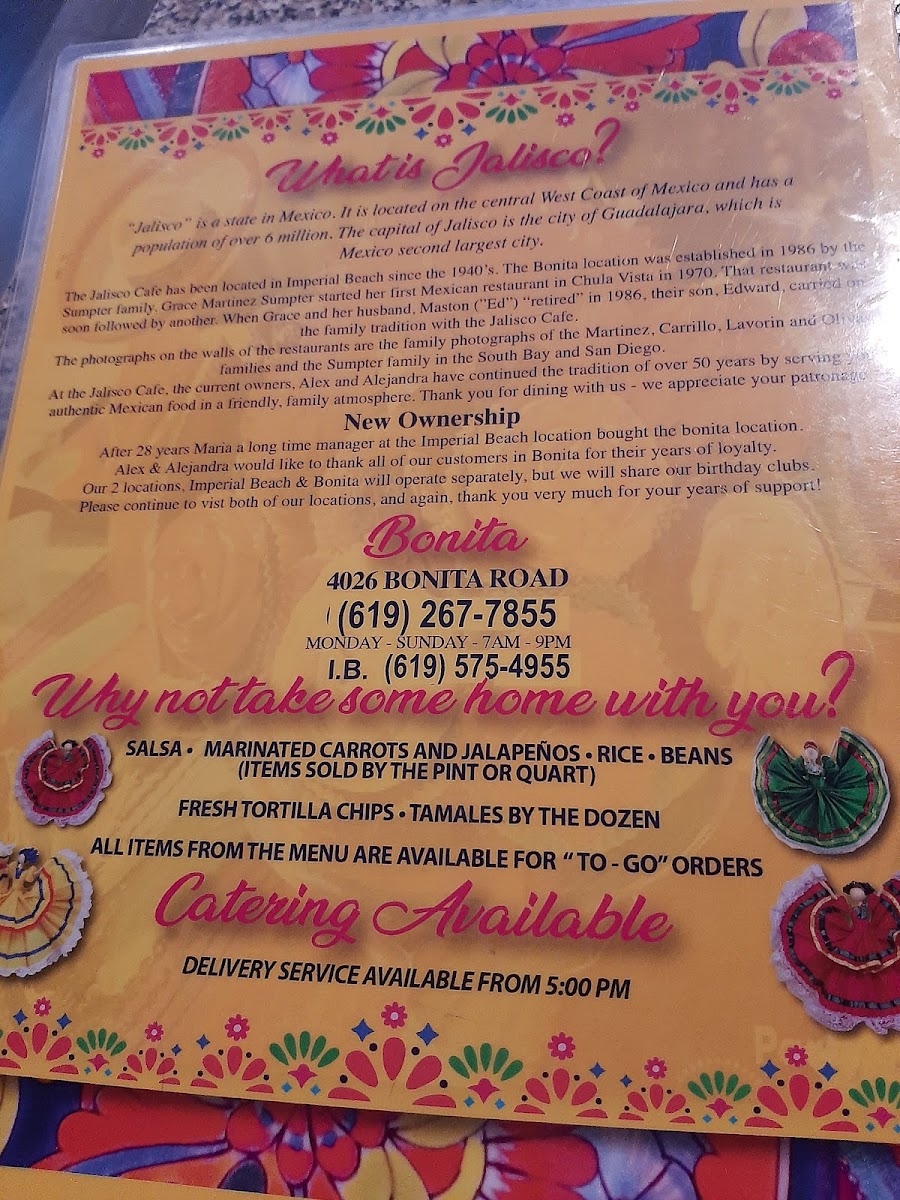 What is Jalisco?
"Jalisco" is a state in Mexico. It is located on the central West Coast of Mexico and has a
population of over 6 million. The capital of Jalisco is the city of Guadalajara, which is
Mexico second largest city.
The Jalisco Cafe has been located in Imperial Beach since the 1940's. The Bonita location was established in 1986 by the
Sumpter family. Grace Martinez Sumpter started her first Mexican restaurant in Chula Vista in 1970. That restaurant was
soon followed by another. When Grace and her husband, Maston ("Ed") "retired" in 1986, their son, Edward, carried on
the family tradition with the Jalisco Cafe.
The photographs on the walls of the restaurants are the family photographs of the Martinez, Carrillo, Lavorin and
families and the Sumpter family in the South Bay and San Diego.
At the Jalisco Cafe, the current owners, Alex and Alejandra have continued the tradition of over 50 years by serving
authentic Mexican food in a friendly, family atmosphere. Thank you for dining with us - we appreciate your patronage
New Ownership
After 28 years Maria a long time manager at the Imperial Beach location bought the bonita location.
Alex & Alejandra would like to thank all of our customers in Bonita for their years of loyalty.
Our 2 locations, Imperial Beach & Bonita will operate separately, but we will share our birthday clubs.
Please continue to vist both of our locations, and again, thank you very much for your years of support!
Bonita
4026 BONITA ROAD
(619) 267-7855
MONDAY - SUNDAY - 7AM - 9PM
I.B. (619) 575-4955
Why not take some home with you?
SALSA • MARINATED CARROTS AND JALAPEÑOS • RICE • BEANS
(ITEMS SOLD BY THE PINT OR QUART)
FRESH TORTILLA CHIPS • TAMALES BY THE DOZEN
ALL ITEMS FROM THE MENU ARE AVAILABLE FOR " TO - GO" ORDERS
Catering Available
DELIVERY SERVICE AVAILABLE FROM 5:00 PM